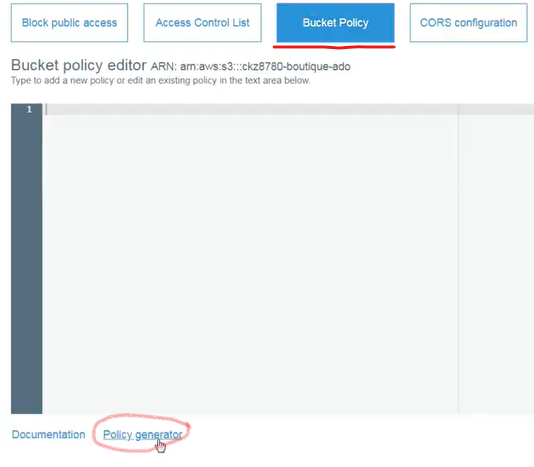 Block public access Access Control List Bucket Policy CORS configuration
Bucket policy editor ARN: arn:aws:s3:::ckz8780-boutique-ado
Type to add a new policy or edit an existing policy in the text area below.
1
Documentation Policy generator